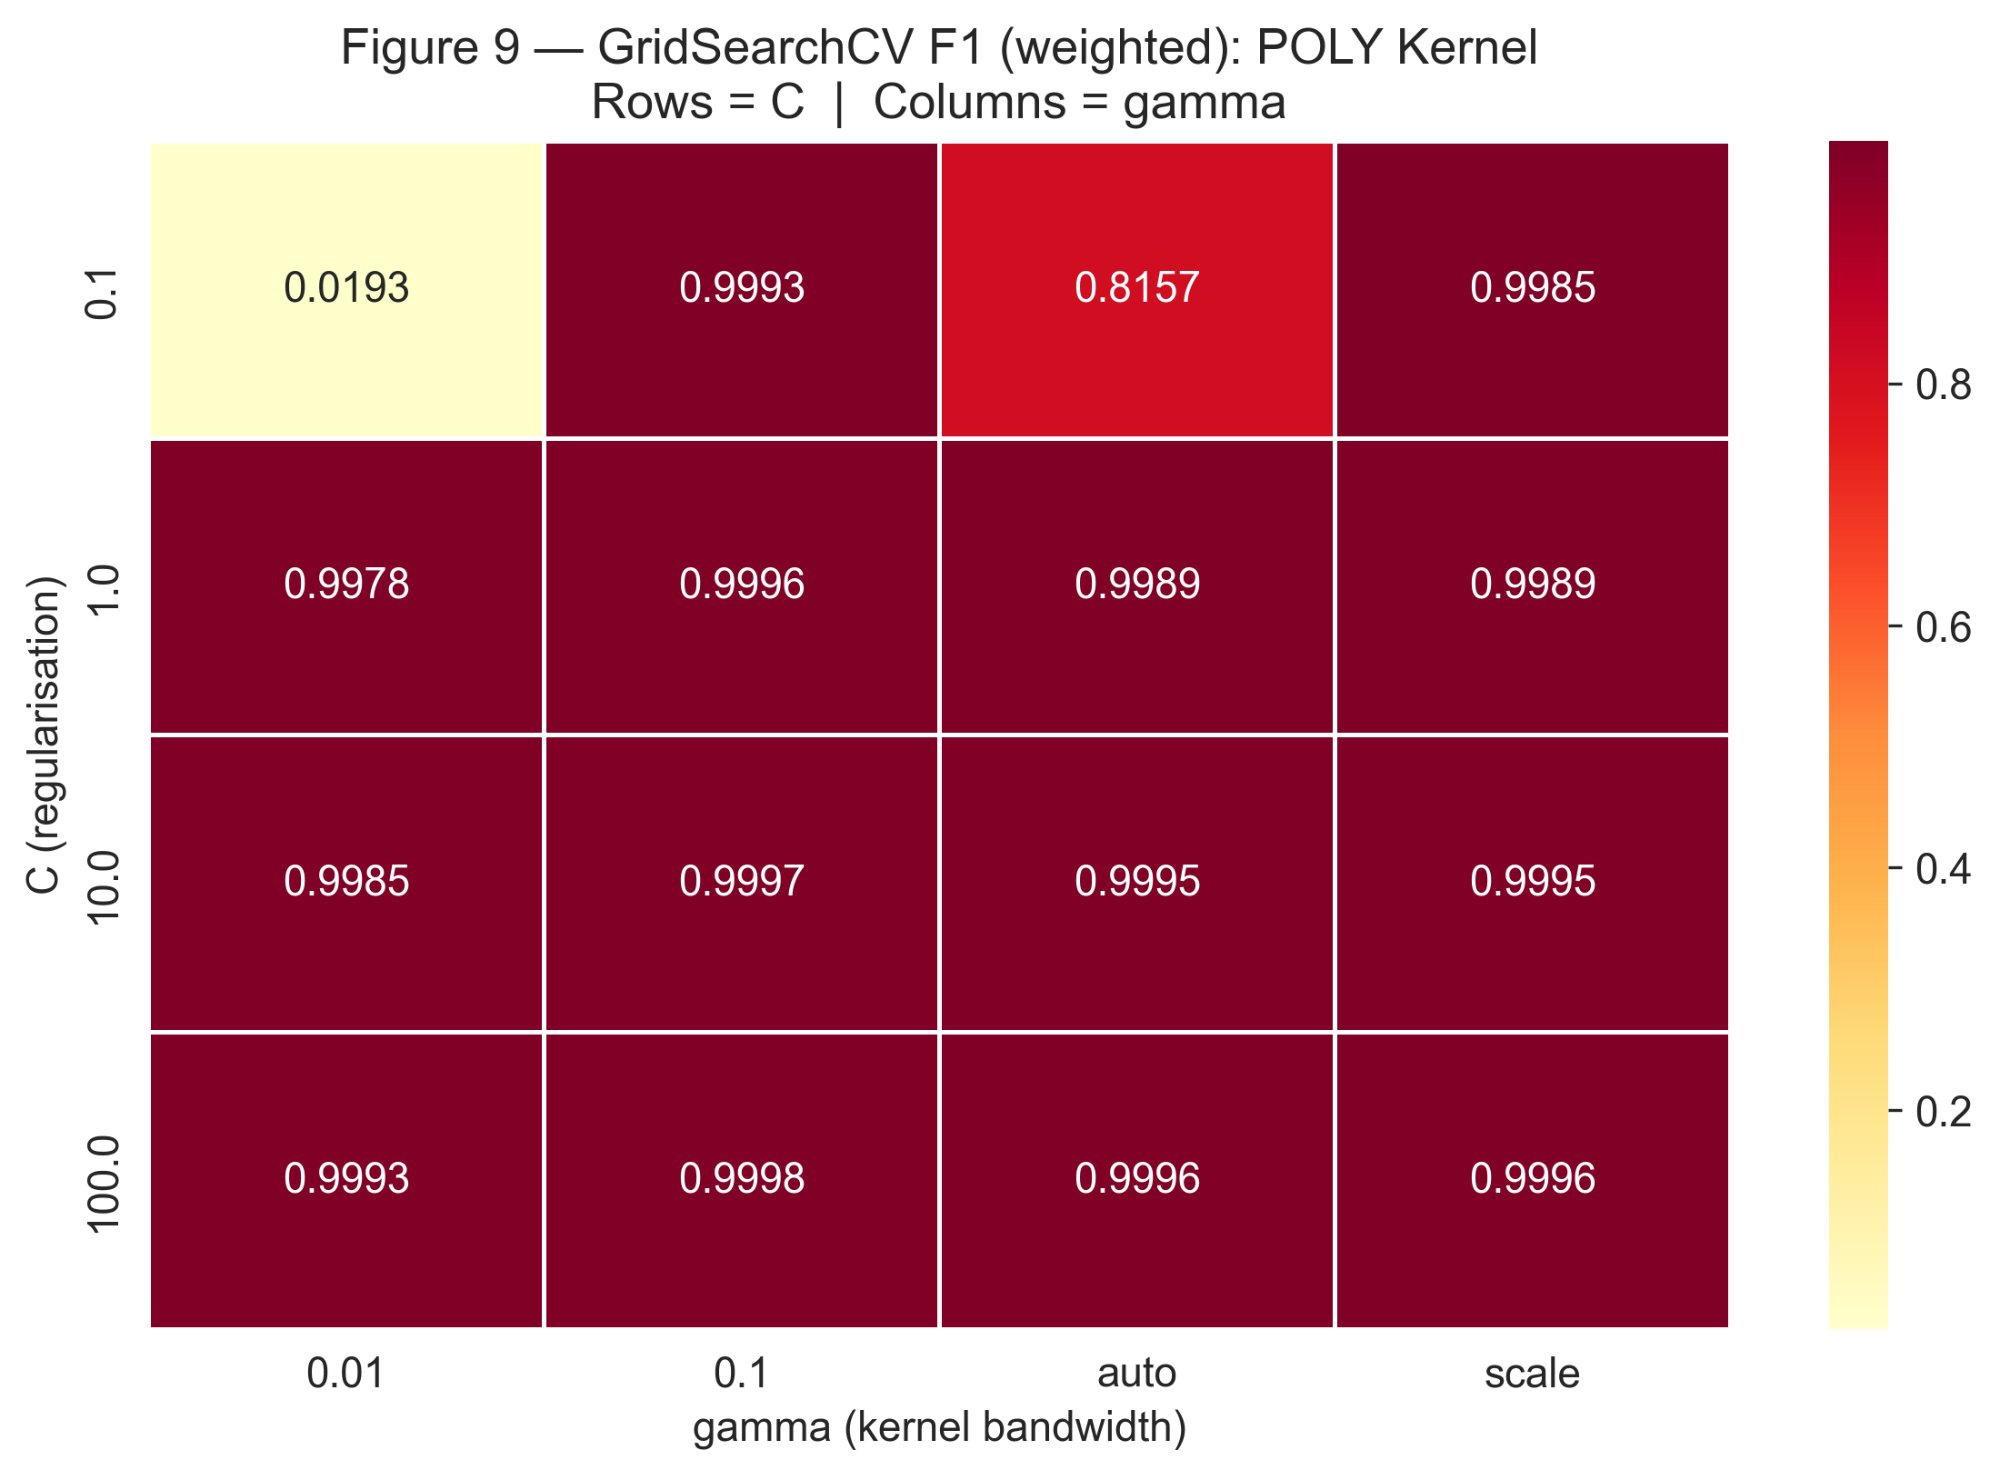 Figure 9 — GridSearchCV F1 (weighted): POLY Kernel
Rows = C | Columns = gamma
C (regularisation)
0.1 0.0193 0.9993 0.8157 0.9985
1.0 0.9978 0.9996 0.9989 0.9989
10.0 0.9985 0.9997 0.9995 0.9995
100.0 0.9993 0.9998 0.9996 0.9996
0.01 0.1 auto scale
gamma (kernel bandwidth)
0.8
0.6
0.4
0.2